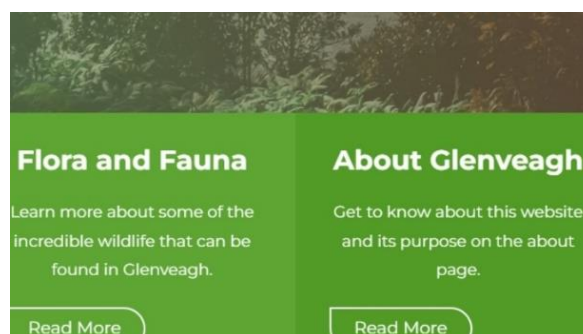 Flora and Fauna
Learn more about some of the
incredible wildlife that can be
found in Glenveagh.
Read More
About Glenveagh
Get to know about this website
and its purpose on the about
page.
Read More